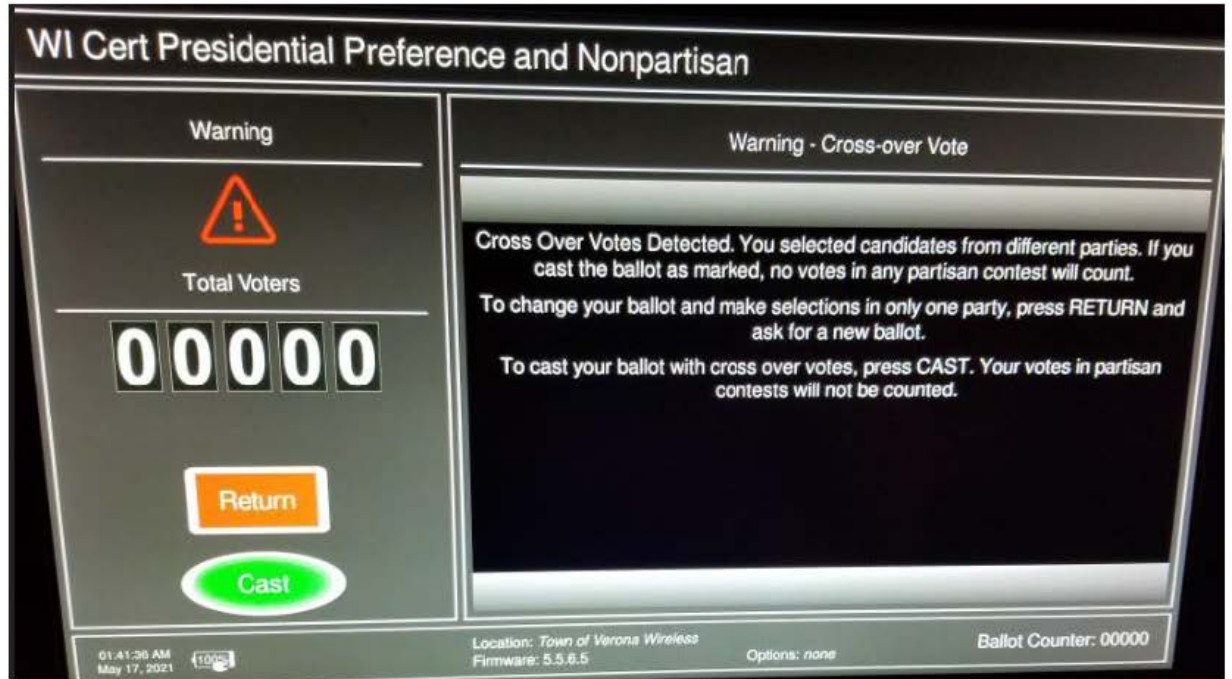 WI Cert Presidential Preference and Nonpartisan
Warning
Total Voters
00000
Return
Cast
Warning - Cross-over Vote
Cross Over Votes Detected. You selected candidates from different parties. If you
cast the ballot as marked, no votes in any partisan contest will count.
To change your ballot and make selections in only one party, press RETURN and
ask for a new ballot.
To cast your ballot with cross over votes, press CAST. Your votes in partisan
contests will not be counted.
01:41:36 AM
May 17, 2021
100%
Location: Town of Verona Wireless
Firmware: 5.5.6.5
Options: none
Ballot Counter: 00000